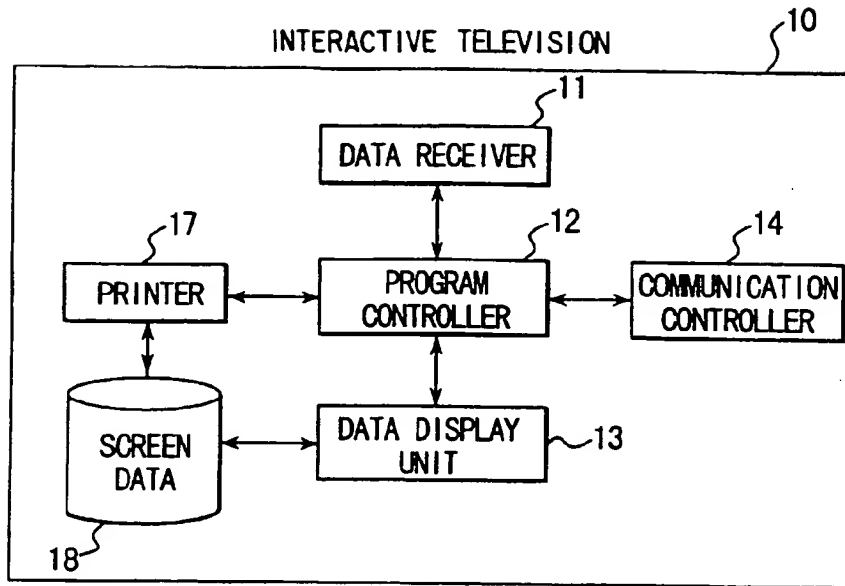 INTERACTIVE TELEVISION
10
11
DATA RECEIVER
17
12
14
PRINTER
PROGRAM
CONTROLLER
COMMUNICATION
CONTROLLER
SCREEN
DATA
DATA DISPLAY
UNIT
13
18